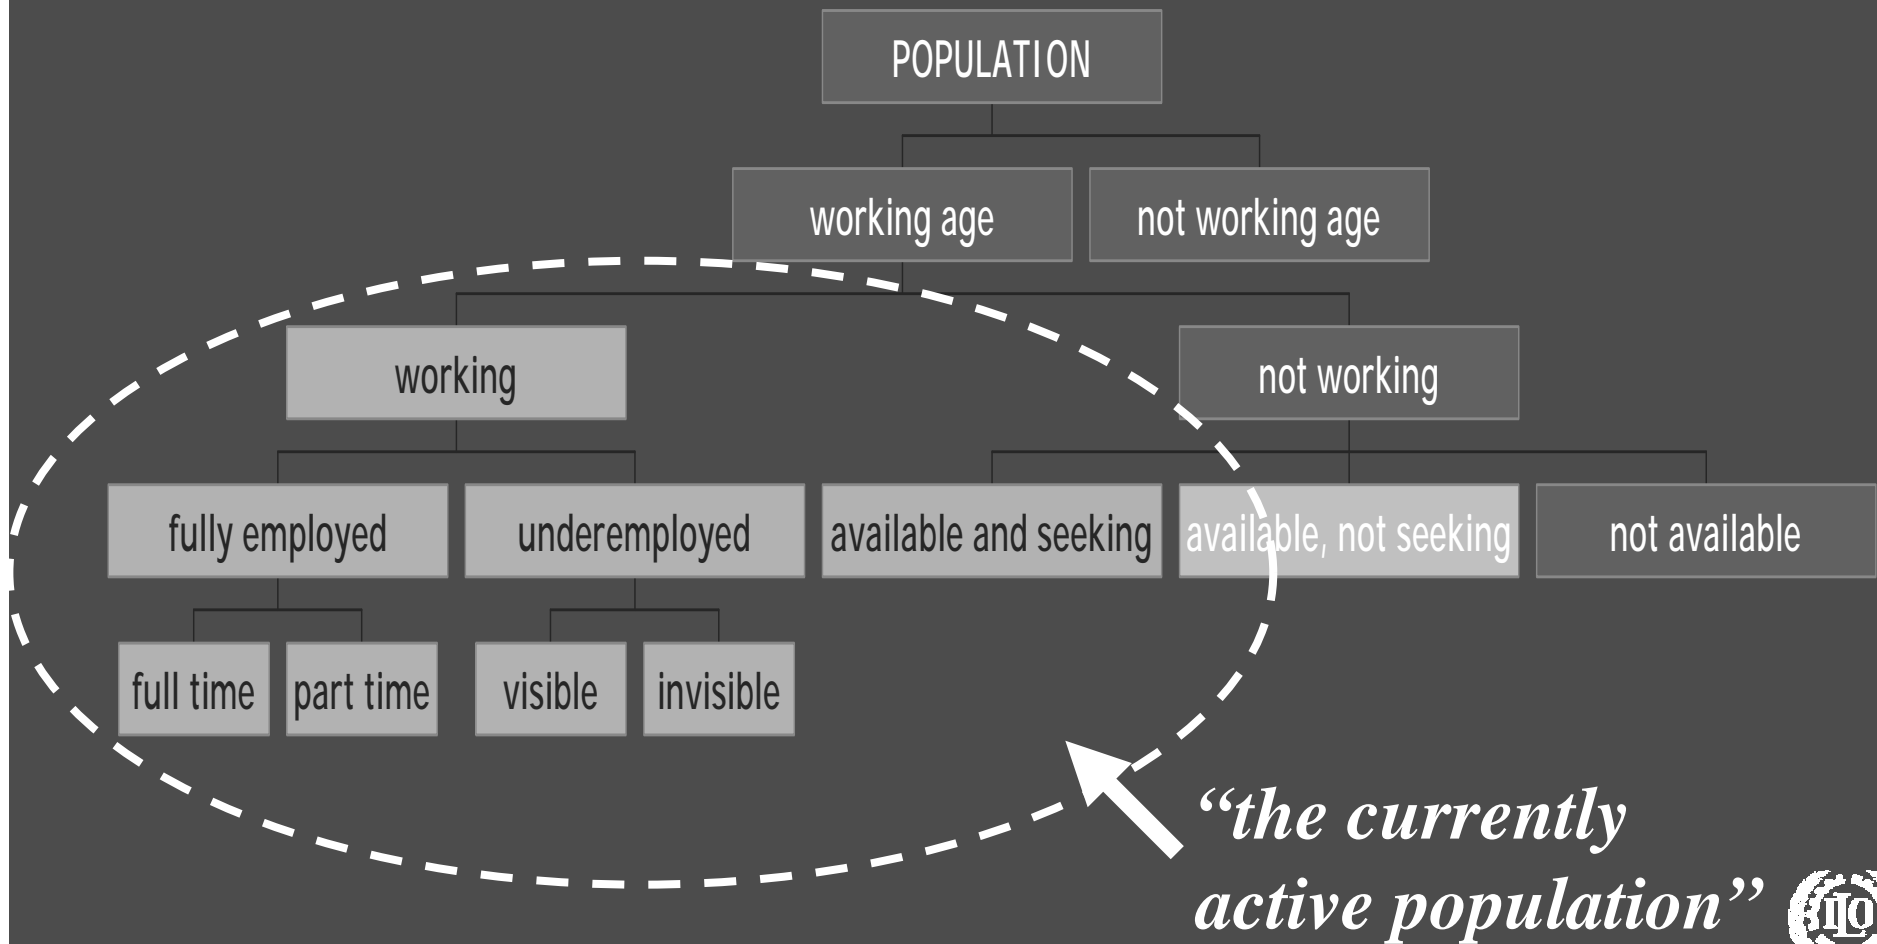 POPULATION
working age
not working age
working
not working
fully employed
underemployed
available and seeking
available, not seeking
not available
full time
part time
visible
invisible
“the currently
active population”
ILO